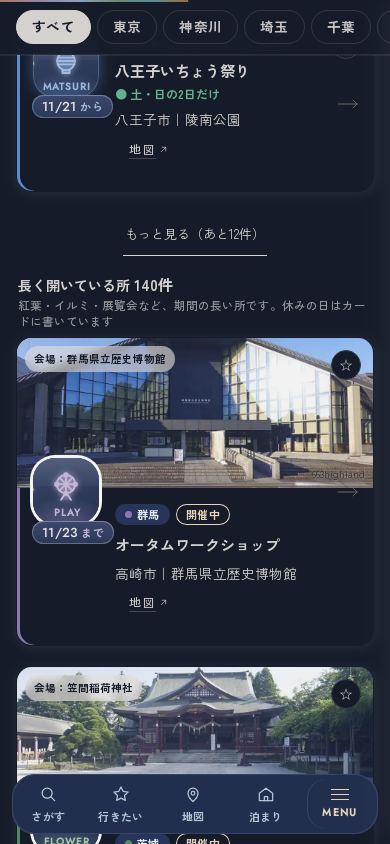 すべて
東京
神奈川
埼玉
千葉
MATSURI
11/21 から
八王子いちょう祭り
土・日の2日だけ
八王子市｜陵南公園
地図
もっと見る（あと12件）
長く開いている所 140件
紅葉・イルミ・展覧会など、期間の長い所です。休みの日はカー
ドに書いています
会場：群馬県立歴史博物館
PLAY
11/23 まで
群馬
開催中
オータムワークショップ
高崎市｜群馬県立歴史博物館
地図
会場：笠間稲荷神社
FLOWER
茨城
開催中
さがす
行きたい
地図
泊まり
MENU